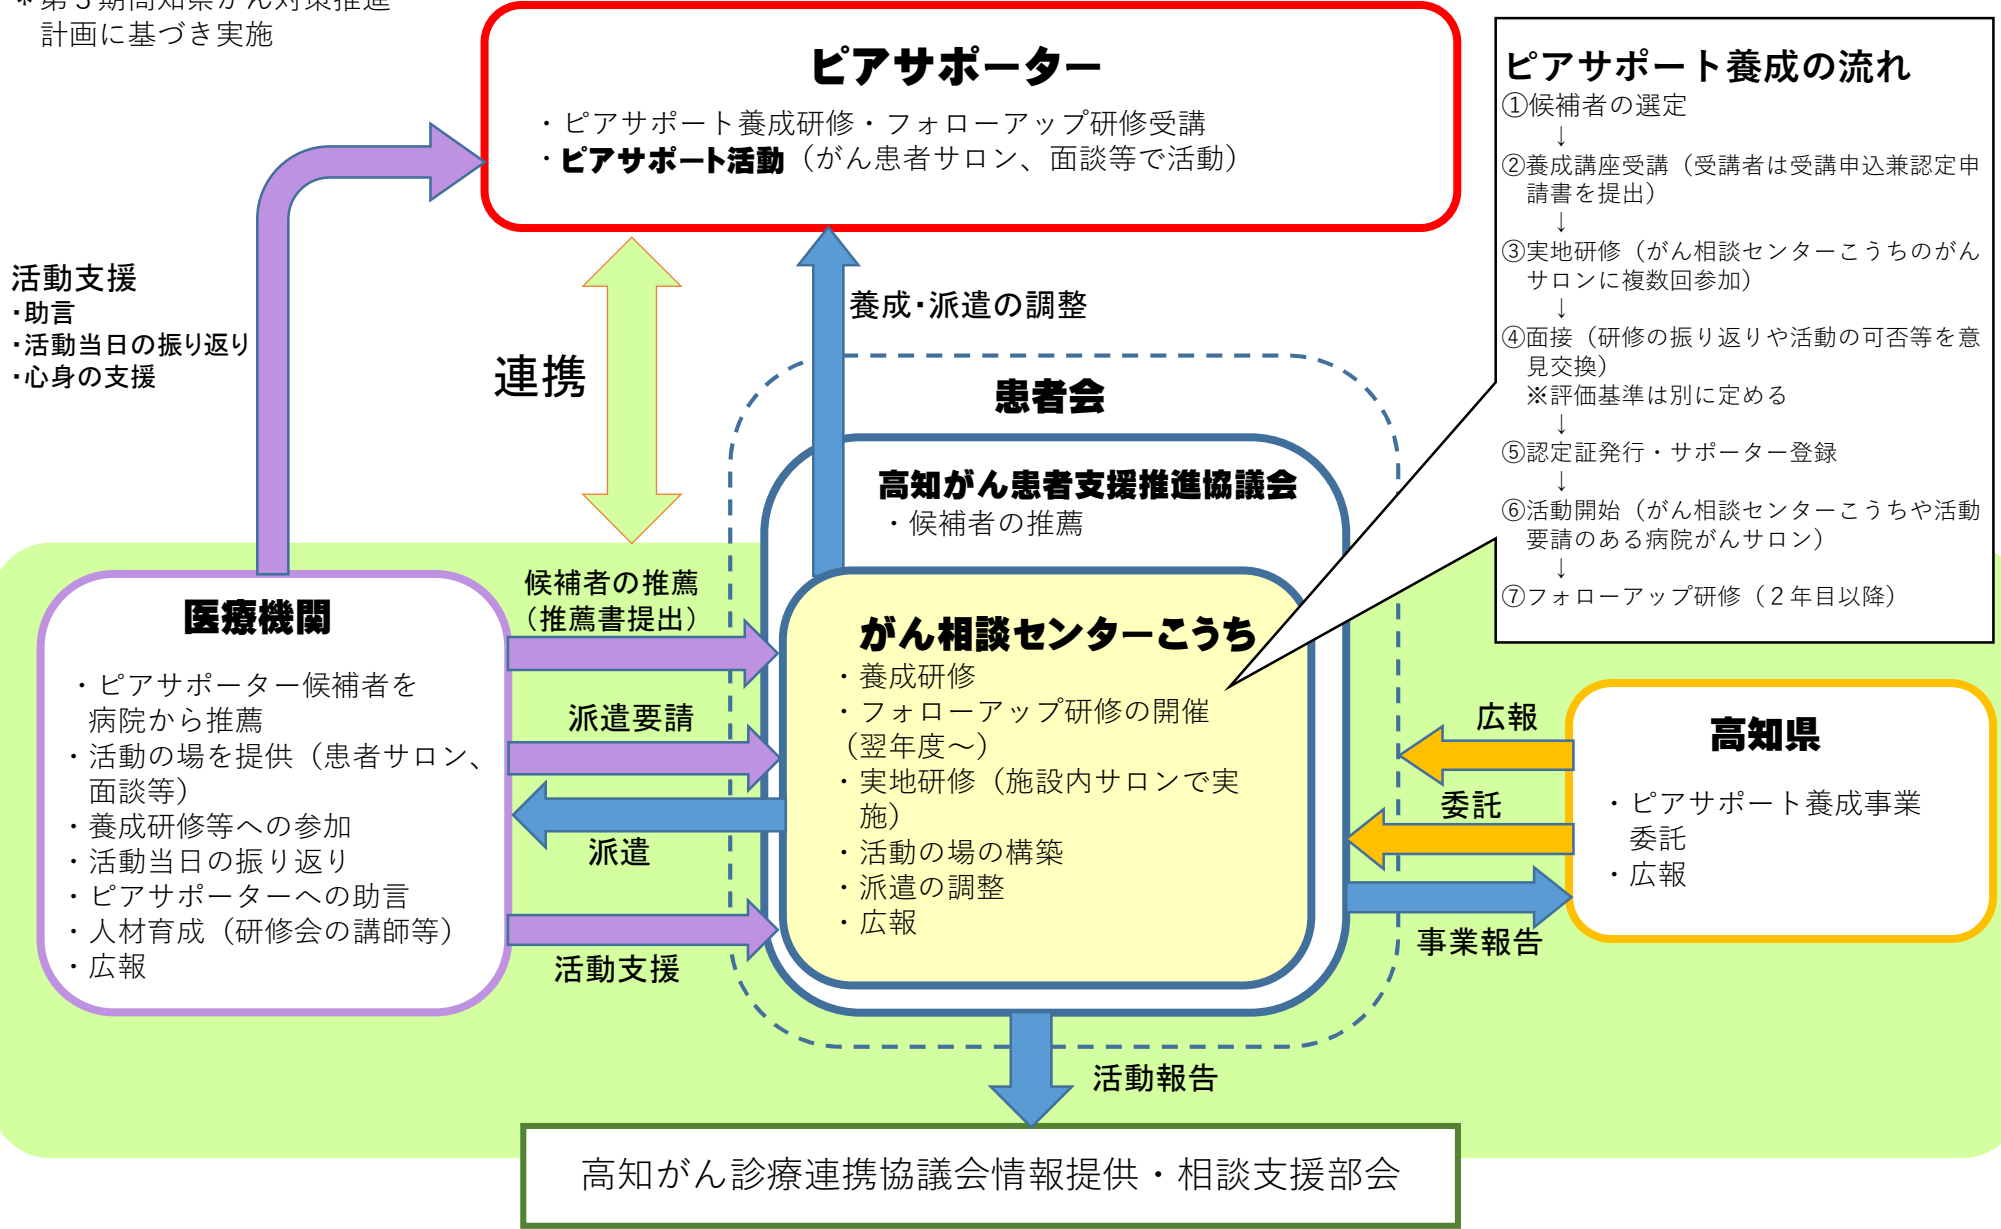 ＊第３期高知県がん対策推進
計画に基づき実施
ピアサポーター
・ピアサポート養成研修・フォローアップ研修受講
・ピアサポート活動（がん患者サロン、面談等で活動）
ピアサポート養成の流れ
①候補者の選定
↓
②養成講座受講（受講者は受講申込兼認定申
請書を提出）
↓
③実地研修（がん相談センターこうちのがん
サロンに複数回参加）
↓
④面接（研修の振り返りや活動の可否等を意
見交換）
※評価基準は別に定める
↓
⑤認定証発行・サポーター登録
↓
⑥活動開始（がん相談センターこうちや活動
要請のある病院がんサロン）
↓
⑦フォローアップ研修（２年目以降）
活動支援
・助言
・活動当日の振り返り
・心身の支援
連携
養成・派遣の調整
患者会
高知がん患者支援推進協議会
・候補者の推薦
医療機関
・ピアサポーター候補者を
病院から推薦
・活動の場を提供（患者サロン、
面談等）
・養成研修等への参加
・活動当日の振り返り
・ピアサポーターへの助言
・人材育成（研修会の講師等）
・広報
候補者の推薦
（推薦書提出）
派遣要請
派遣
活動支援
がん相談センターこうち
・養成研修
・フォローアップ研修の開催
（翌年度～）
・実地研修（施設内サロンで実
施）
・活動の場の構築
・派遣の調整
・広報
広報
委託
事業報告
高知県
・ピアサポート養成事業
委託
・広報
活動報告
高知がん診療連携協議会情報提供・相談支援部会